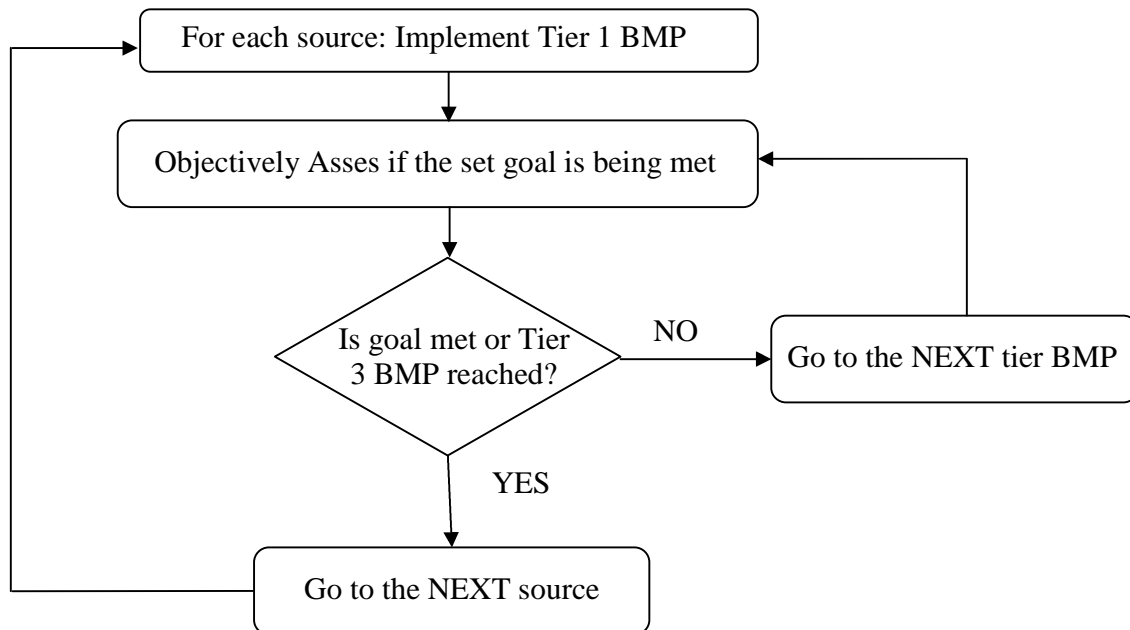 For each source: Implement Tier 1 BMP
Objectively Asses if the set goal is being met
Is goal met or Tier
3 BMP reached?
NO
Go to the NEXT tier BMP
YES
Go to the NEXT source